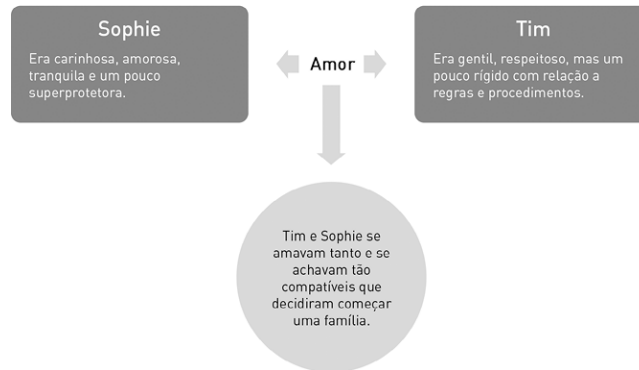 Sophie
Era carinhosa, amorosa,
tranquila e um pouco
superprotetora.
Amor
Tim
Era gentil, respeitoso, mas um
pouco rígido com relação a
regras e procedimentos.
Tim e Sophie se
amavam tanto e se
achavam tão
compatíveis que
decidiram começar
uma família.